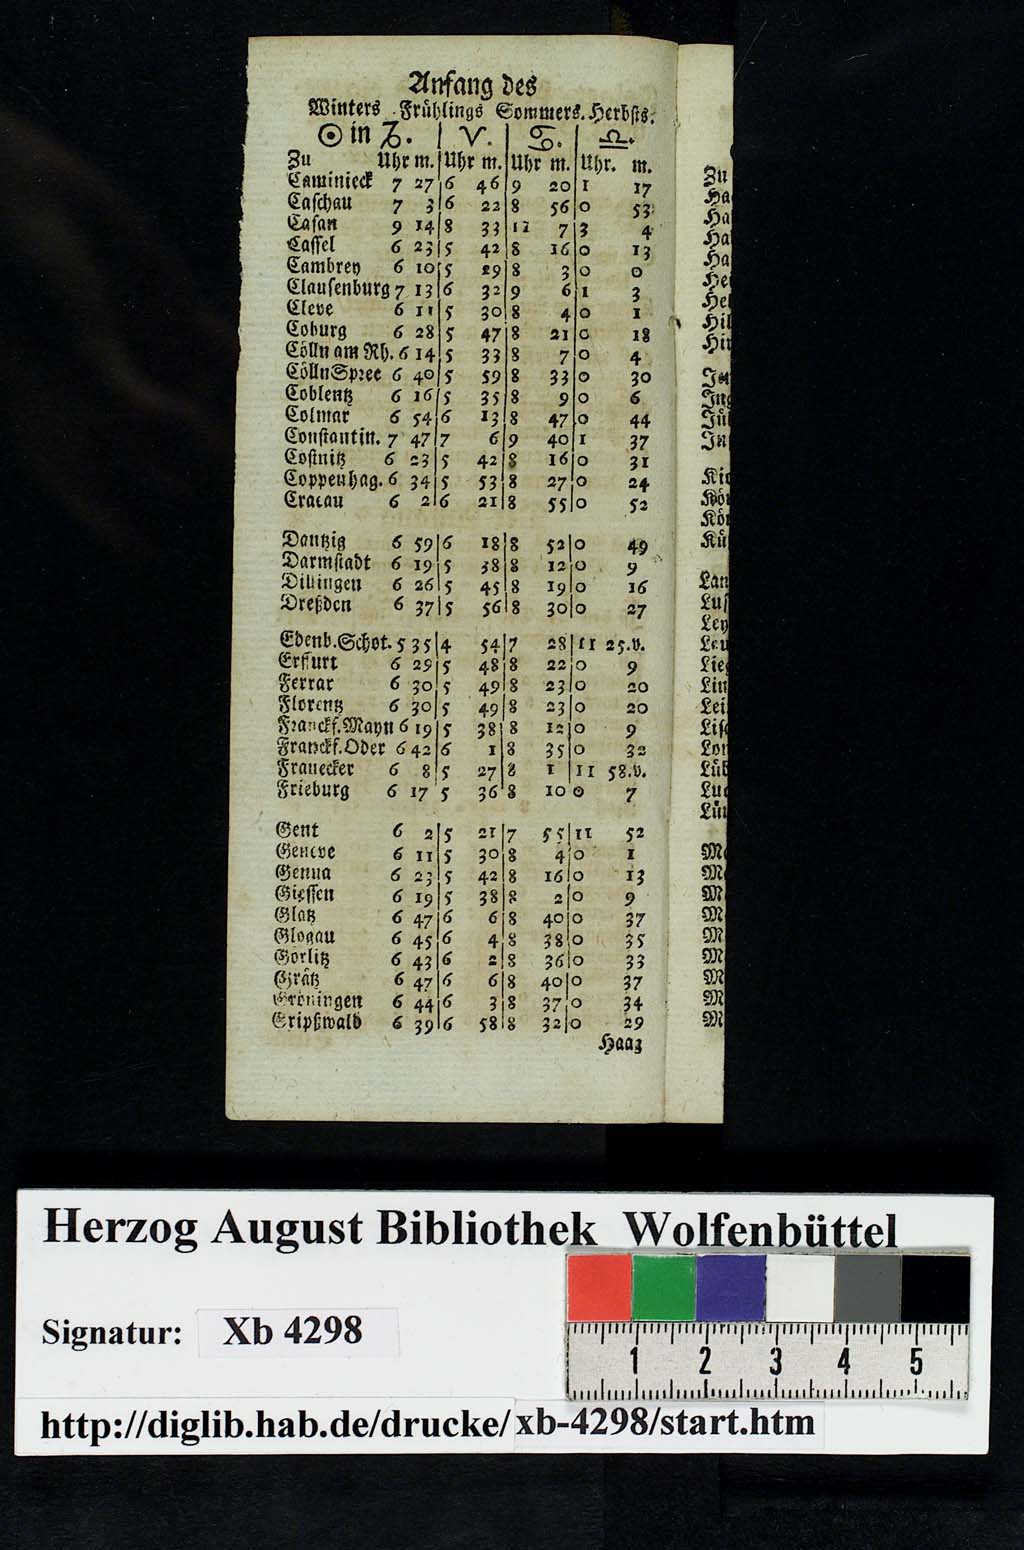 Anfang des
Winters Frühlings Sommers. Herbsts.
☉ in ♑. | ♈. | ♋. | ♎.
Zu Uhr m. | Uhr m. | Uhr m. | Uhr. m.
Caminieck 7 27 | 6 46 | 9 20 | 1 17
Caschau 7 3 | 6 22 | 8 56 | 0 53
Casan 9 14 | 8 33 | 11 7 | 3 4
Cassel 6 23 | 5 42 | 8 16 | 0 13
Cambrey 6 10 | 5 29 | 8 3 | 0 0
Clausenburg 7 13 | 6 32 | 9 6 | 1 3
Cleve 6 11 | 5 30 | 8 4 | 0 1
Coburg 6 28 | 5 47 | 8 21 | 0 18
Cölln am Rh. 6 14 | 5 33 | 8 7 | 0 4
Cölln Spree 6 40 | 5 59 | 8 33 | 0 30
Coblentz 6 16 | 5 35 | 8 9 | 0 6
Colmar 6 54 | 6 13 | 8 47 | 0 44
Constantin. 7 47 | 7 6 | 9 40 | 1 37
Costnitz 6 23 | 5 42 | 8 16 | 0 31
Coppenhag. 6 34 | 5 53 | 8 27 | 0 24
Cracau 6 2 | 6 21 | 8 55 | 0 52
Dantzig 6 59 | 6 18 | 8 52 | 0 49
Darmstadt 6 19 | 5 38 | 8 12 | 0 9
Dillingen 6 26 | 5 45 | 8 19 | 0 16
Dreßden 6 37 | 5 56 | 8 30 | 0 27
Edenb. Schot. 5 35 | 4 54 | 7 28 | 11 25. v.
Erffurt 6 29 | 5 48 | 8 22 | 0 9
Ferrar 6 30 | 5 49 | 8 23 | 0 20
Florentz 6 30 | 5 49 | 8 23 | 0 20
Franckf. Mayn 6 19 | 5 38 | 8 12 | 0 9
Franckf. Oder 6 42 | 6 1 | 8 35 | 0 32
Franecker 6 8 | 5 27 | 8 1 | 11 58. v.
Frieburg 6 17 | 5 36 | 8 10 | 0 7
Gent 6 2 | 5 21 | 7 55 | 11 52
Geneve 6 11 | 5 30 | 8 4 | 0 1
Genua 6 23 | 5 42 | 8 16 | 0 13
Giessen 6 19 | 5 38 | 8 2 | 0 9
Glatz 6 47 | 6 6 | 8 40 | 0 37
Glogau 6 45 | 6 4 | 8 38 | 0 35
Görlitz 6 43 | 6 2 | 8 36 | 0 33
Grätz 6 47 | 6 6 | 8 40 | 0 37
Gröningen 6 44 | 6 3 | 8 37 | 0 34
Gripßwald 6 39 | 6 58 | 8 32 | 0 29
Haag
Zu
Herzog August Bibliothek Wolfenbüttel
Signatur: Xb 4298
1 2 3 4 5
http://diglib.hab.de/drucke/xb-4298/start.htm